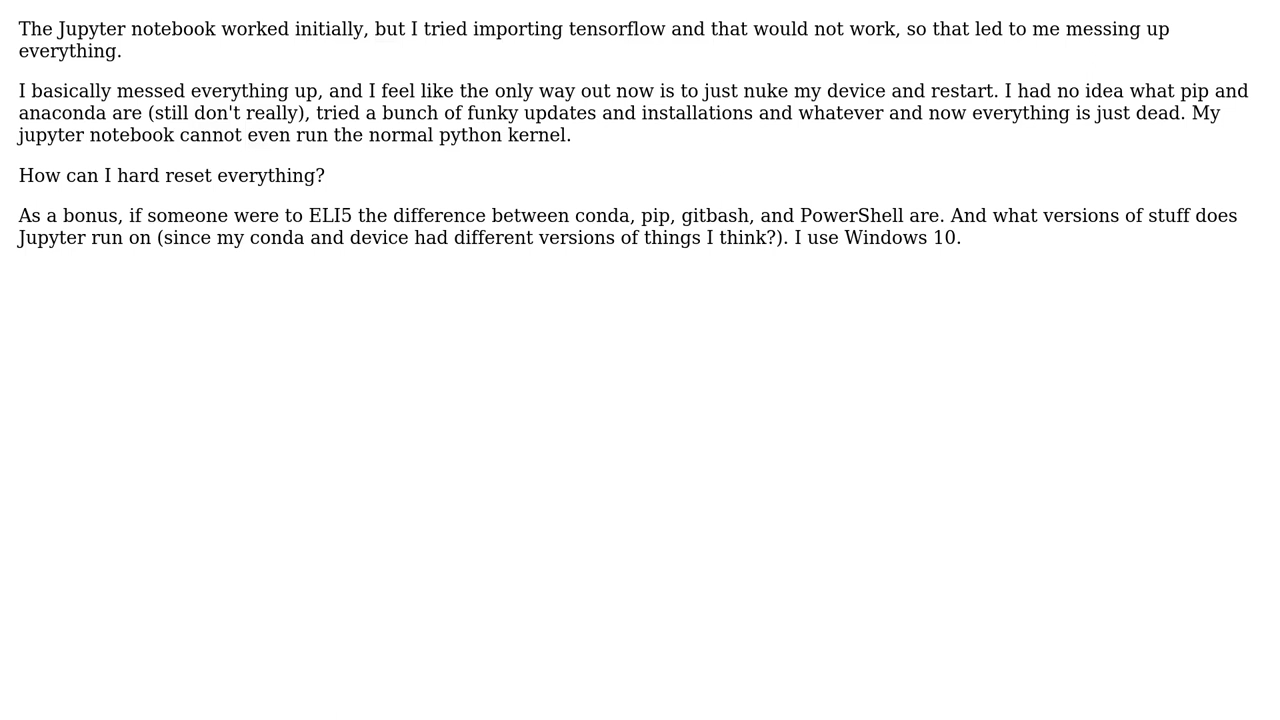 The Jupyter notebook worked initially, but I tried importing tensorflow and that would not work, so that led to me messing up
everything.
I basically messed everything up, and I feel like the only way out now is to just nuke my device and restart. I had no idea what pip and
anaconda are (still don't really), tried a bunch of funky updates and installations and whatever and now everything is just dead. My
jupyter notebook cannot even run the normal python kernel.
How can I hard reset everything?
As a bonus, if someone were to ELI5 the difference between conda, pip, gitbash, and PowerShell are. And what versions of stuff does
Jupyter run on (since my conda and device had different versions of things I think?). I use Windows 10.